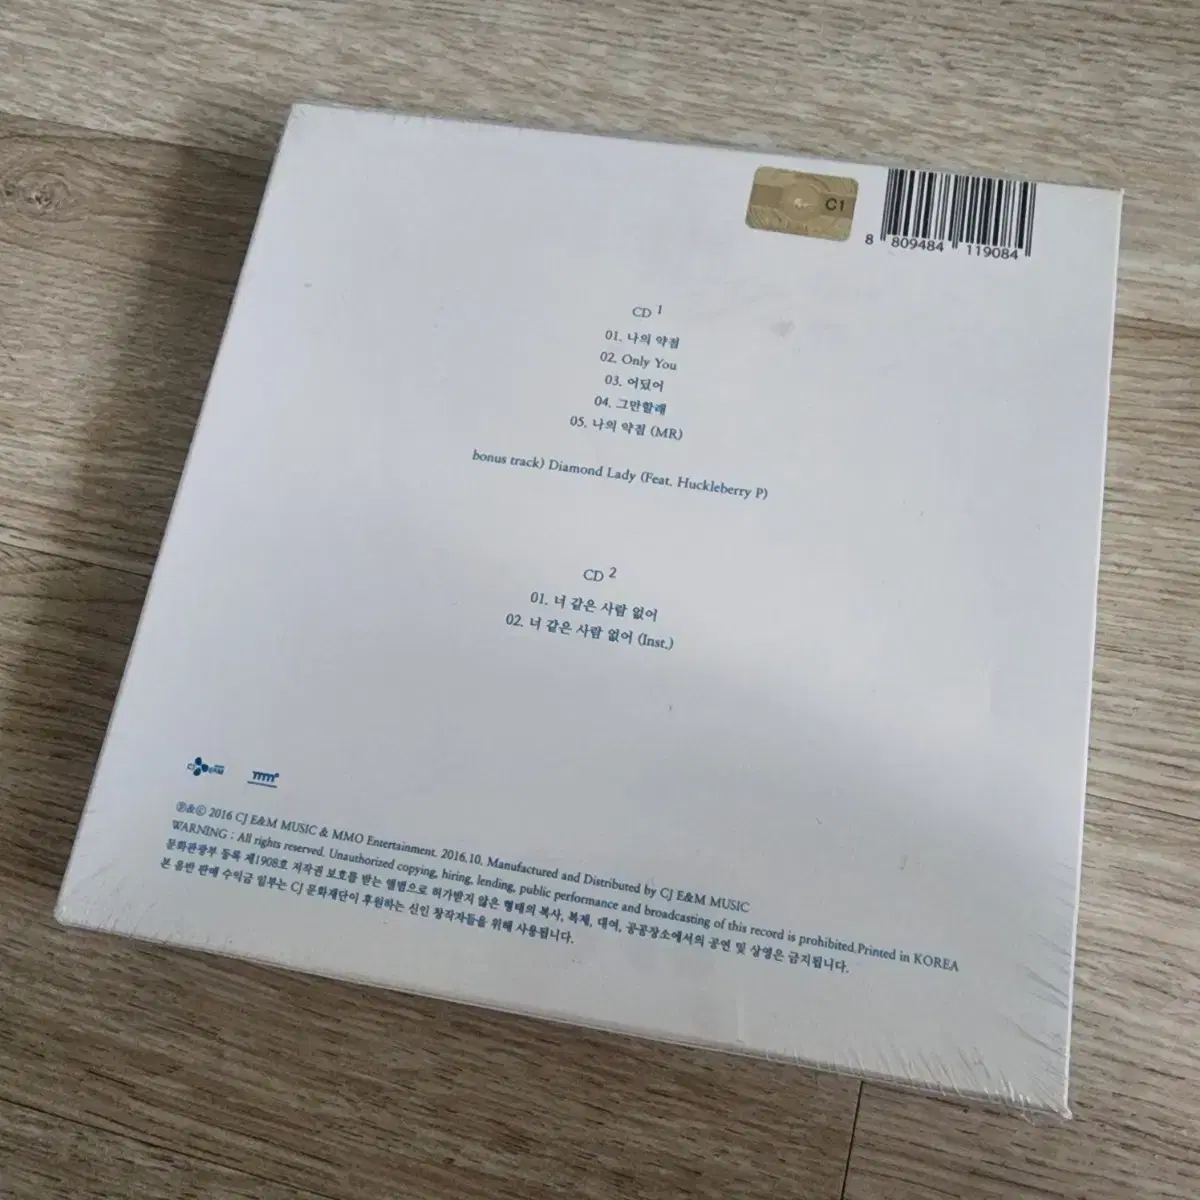 C1
8 809484 119084
CD 1
01. 나의 약점
02. Only You
03. 어딨어
04. 그만할래
05. 나의 약점 (MR)
bonus track) Diamond Lady (Feat. Huckleberry P)
CD 2
01. 너 같은 사람 없어
02. 너 같은 사람 없어 (Inst.)
CJ E&M
mmo
Ⓟ&ⓒ 2016 CJ E&M MUSIC & MMO Entertainment. 2016.10. Manufactured and Distributed by CJ E&M MUSIC
WARNING : All rights reserved. Unauthorized copying, hiring, lending, public performance and broadcasting of this record is prohibited.Printed in KOREA
문화관광부 등록 제1908호 저작권 보호를 받는 앨범으로 허가받지 않은 형태의 복사, 복제, 대여, 공공장소에서의 공연 및 상영은 금지됩니다.
본 음반 판매 수익금 일부는 CJ 문화재단이 후원하는 신인 창작자들을 위해 사용됩니다.